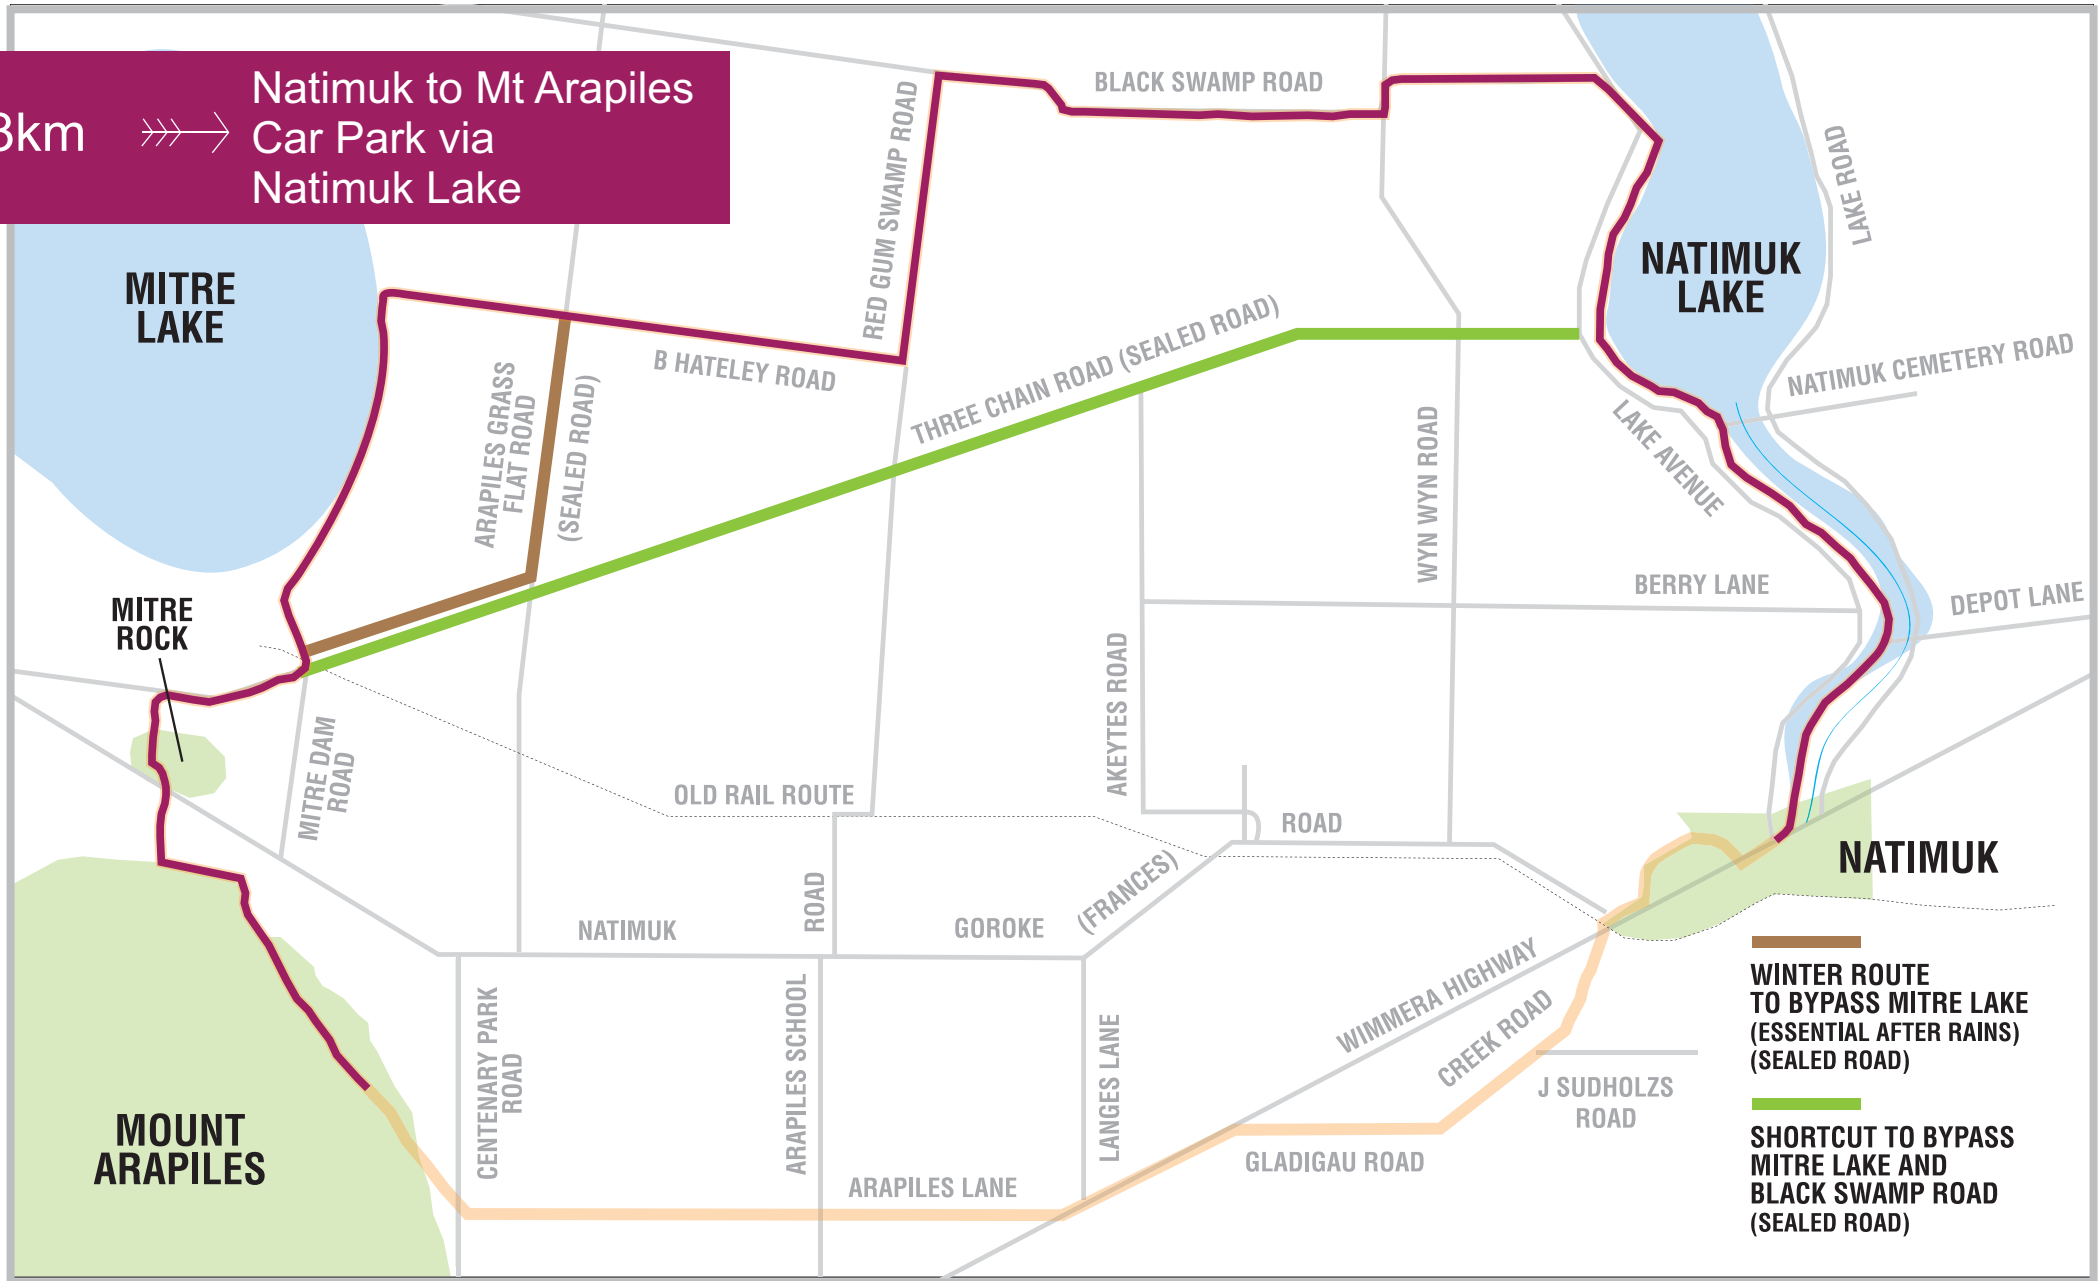 3km
Natimuk to Mt Arapiles
Car Park via
Natimuk Lake
BLACK SWAMP ROAD
RED GUM SWAMP ROAD
LAKE ROAD
MITRE
LAKE
NATIMUK
LAKE
B HATELEY ROAD
THREE CHAIN ROAD (SEALED ROAD)
NATIMUK CEMETERY ROAD
ARAPILES GRASS
FLAT ROAD
(SEALED ROAD)
LAKE AVENUE
WYN WYN ROAD
BERRY LANE
DEPOT LANE
MITRE
ROCK
AKEYTES ROAD
MITRE DAM
ROAD
OLD RAIL ROUTE
ROAD
NATIMUK
ROAD
(FRANCES)
NATIMUK
GOROKE
WIMMERA HIGHWAY
CREEK ROAD
CENTENARY PARK
ROAD
ARAPILES SCHOOL
LANGES LANE
J SUDHOLZS
ROAD
MOUNT
ARAPILES
ARAPILES LANE
GLADIGAU ROAD
WINTER ROUTE
TO BYPASS MITRE LAKE
(ESSENTIAL AFTER RAINS)
(SEALED ROAD)
SHORTCUT TO BYPASS
MITRE LAKE AND
BLACK SWAMP ROAD
(SEALED ROAD)